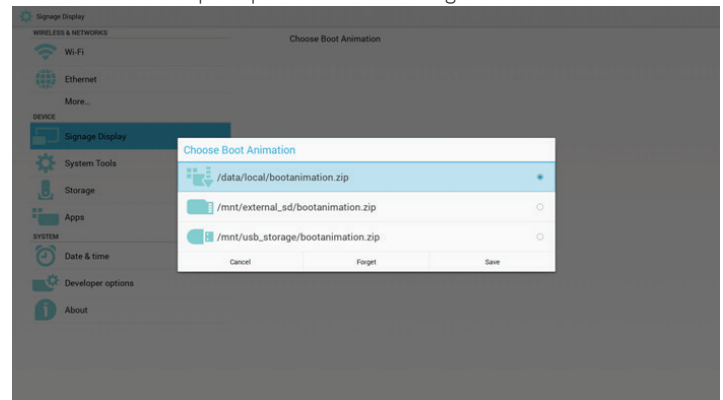 Signage Display
WIRELESS & NETWORKS
Choose Boot Animation
Wi-Fi
Ethernet
More...
DEVICE
Signage Display
System Tools
Storage
Apps
SYSTEM
Date & time
Developer options
About
Choose Boot Animation
/data/local/bootanimation.zip
/mnt/external_sd/bootanimation.zip
/mnt/usb_storage/bootanimation.zip
Cancel Forget Save